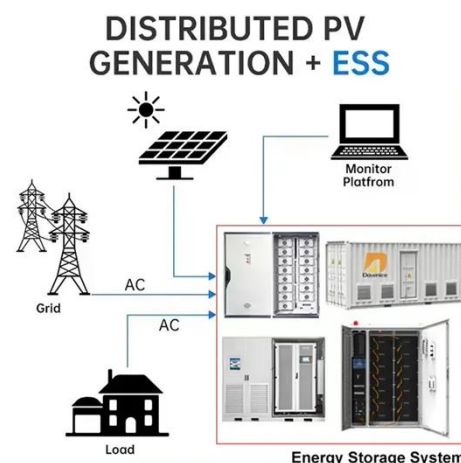 DISTRIBUTED PV
GENERATION + ESS
Monitor
Platfrom
AC
Grid
AC
Load
Energy Storage System